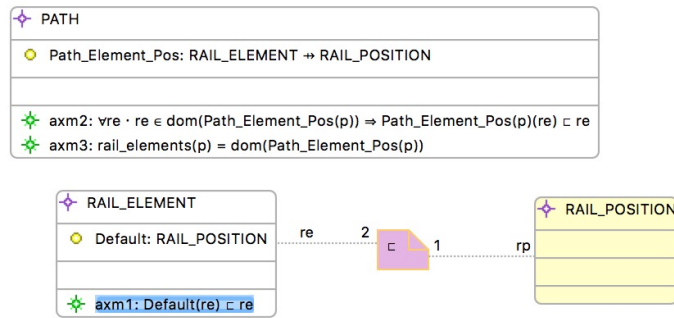 PATH
Path_Element_Pos: RAIL_ELEMENT ⇸ RAIL_POSITION
axm2: ∀re · re ∈ dom(Path_Element_Pos(p)) ⇒ Path_Element_Pos(p)(re) ⊏ re
axm3: rail_elements(p) = dom(Path_Element_Pos(p))
RAIL_ELEMENT
RAIL_POSITION
Default: RAIL_POSITION
re
2
⊏
1
rp
axm1: Default(re) ⊏ re